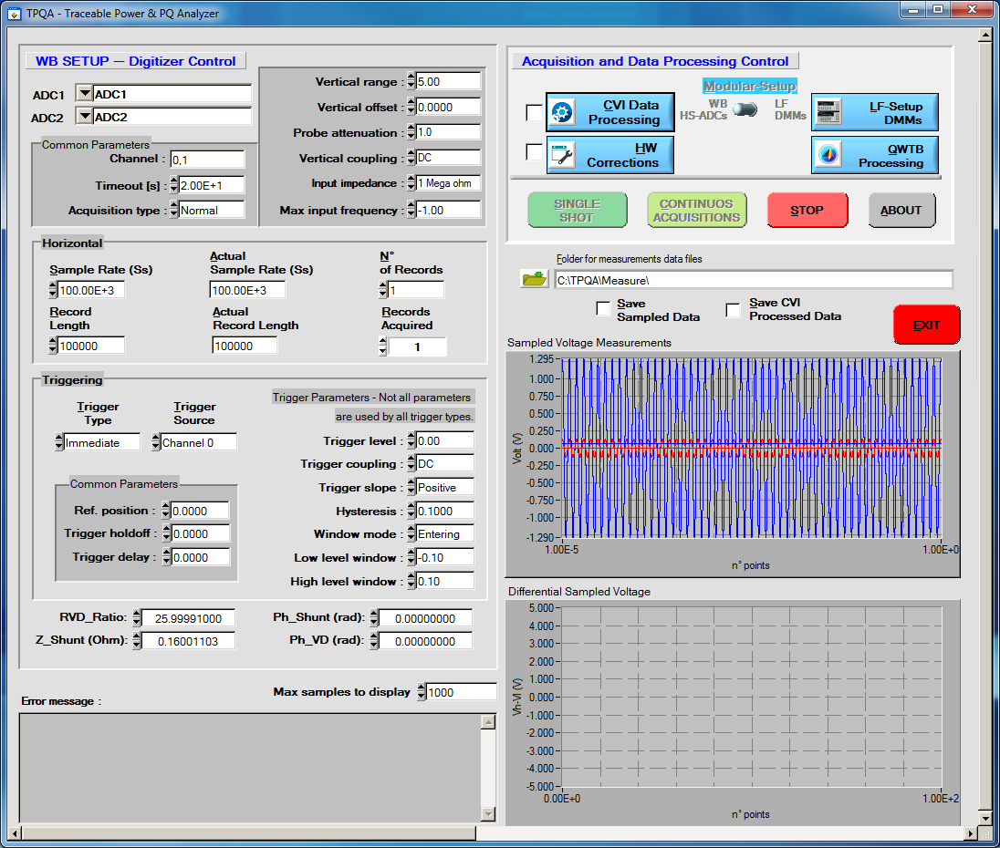 TPQA - Traceable Power & PQ Analyzer
WB SETUP — Digitizer Control
ADC1 ADC1
ADC2 ADC2
Common Parameters
Channel : 0,1
Timeout [s] : 2.00E+1
Acquisition type : Normal
Vertical range : 5.00
Vertical offset : 0.0000
Probe attenuation : 1.0
Vertical coupling : DC
Input impedance : 1 Mega ohm
Max input frequency : -1.00
Horizontal
Sample Rate (Ss)
100.00E+3
Actual
Sample Rate (Ss)
100.00E+3
N°
of Records
1
Record
Length
100000
Actual
Record Length
100000
Records
Acquired
1
Triggering
Trigger
Type
Immediate
Trigger
Source
Channel 0
Common Parameters
Ref. position : 0.0000
Trigger holdoff : 0.0000
Trigger delay : 0.0000
Trigger Parameters - Not all parameters
are used by all trigger types.
Trigger level : 0.00
Trigger coupling : DC
Trigger slope : Positive
Hysteresis : 0.1000
Window mode : Entering
Low level window : -0.10
High level window : 0.10
RVD_Ratio: 25.99991000
Z_Shunt (Ohm): 0.16001103
Ph_Shunt (rad): 0.00000000
Ph_VD (rad): 0.00000000
Max samples to display 1000
Error message :
Acquisition and Data Processing Control
CVI Data
Processing
HW
Corrections
Modular-Setup
WB
HS-ADCs
LF
DMMs
LF-Setup
DMMs
QWTB
Processing
SINGLE
SHOT
CONTINUOS
ACQUISITIONS
STOP
ABOUT
Folder for measurements data files
C:\TPQA\Measure\
Save
Sampled Data
Save CVI
Processed Data
EXIT
Sampled Voltage Measurements
Volt (V)
1.295
1.000
0.750
0.500
0.250
0.000
-0.250
-0.500
-0.750
-1.000
-1.290
1.00E-5 1.00E+0
n° points
Differential Sampled Voltage
Vh-Vl (V)
5.000
4.000
3.000
2.000
1.000
0.000
-1.000
-2.000
-3.000
-4.000
-5.000
0.00E+0 1.00E+2
n° points